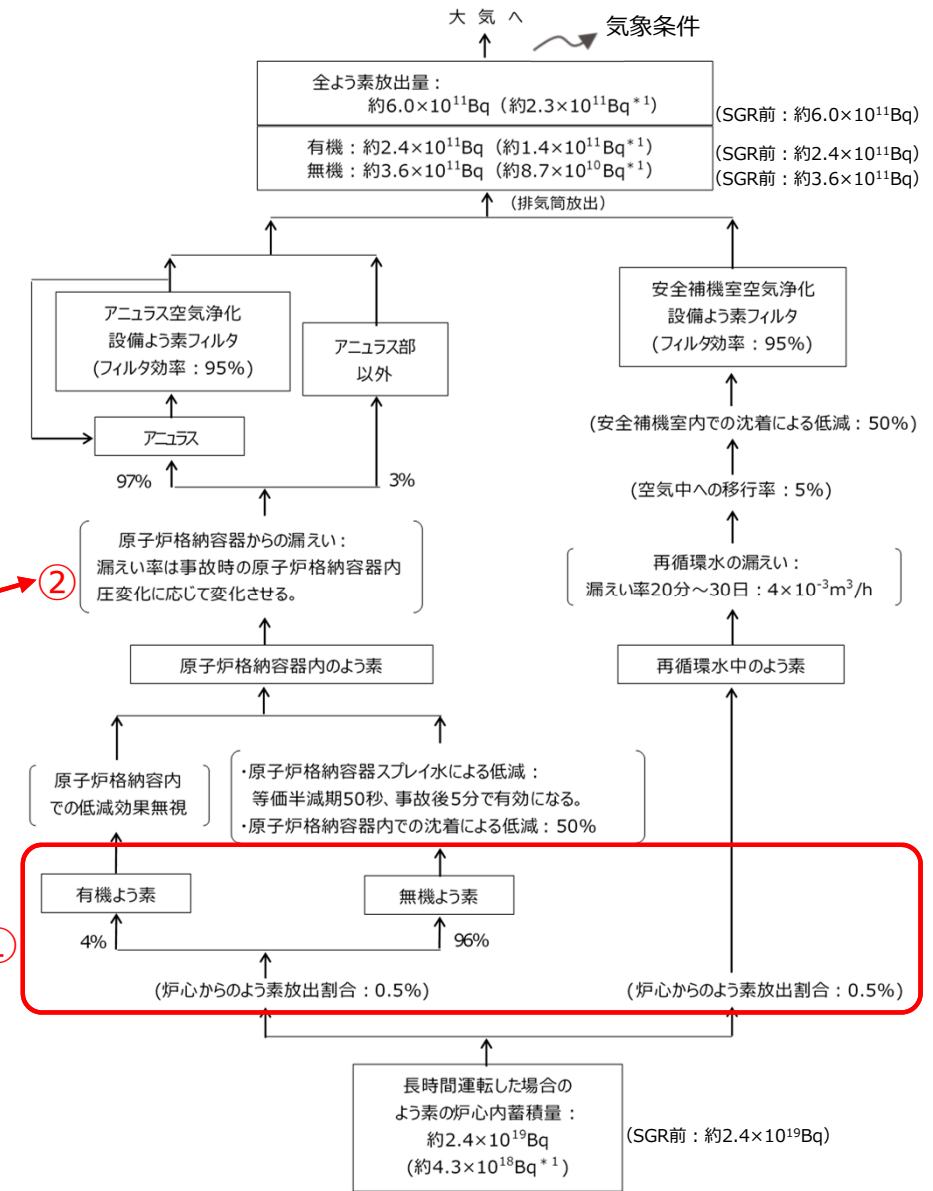 大 気 へ
気象条件
全よう素放出量：
約6.0×10¹¹Bq（約2.3×10¹¹Bq*¹）
(SGR前：約6.0×10¹¹Bq)
有機：約2.4×10¹¹Bq（約1.4×10¹¹Bq*¹）
(SGR前：約2.4×10¹¹Bq)
無機：約3.6×10¹¹Bq（約8.7×10¹⁰Bq*¹）
(SGR前：約3.6×10¹¹Bq)
(排気筒放出)
アニュラス空気浄化
設備よう素フィルタ
(フィルタ効率：95%)
アニュラス部
以外
安全補機室空気浄化
設備よう素フィルタ
(フィルタ効率：95%)
アニュラス
(安全補機室内での沈着による低減：50%)
97%
3%
(空気中への移行率：5%)
②
原子炉格納容器からの漏えい：
漏えい率は事故時の原子炉格納容器内
圧変化に応じて変化させる。
再循環水の漏えい：
漏えい率20分～30日：4×10⁻³m³/h
原子炉格納容器内のよう素
再循環水中のよう素
原子炉格納容内
での低減効果無視
・原子炉格納容器スプレイ水による低減：
等価半減期50秒、事故後5分で有効になる。
・原子炉格納容器内での沈着による低減：50%
有機よう素
無機よう素
4%
96%
(炉心からのよう素放出割合：0.5%)
(炉心からのよう素放出割合：0.5%)
長時間運転した場合の
よう素の炉心内蓄積量：
約2.4×10¹⁹Bq
(約4.3×10¹⁸Bq*¹)
(SGR前：約2.4×10¹⁹Bq)